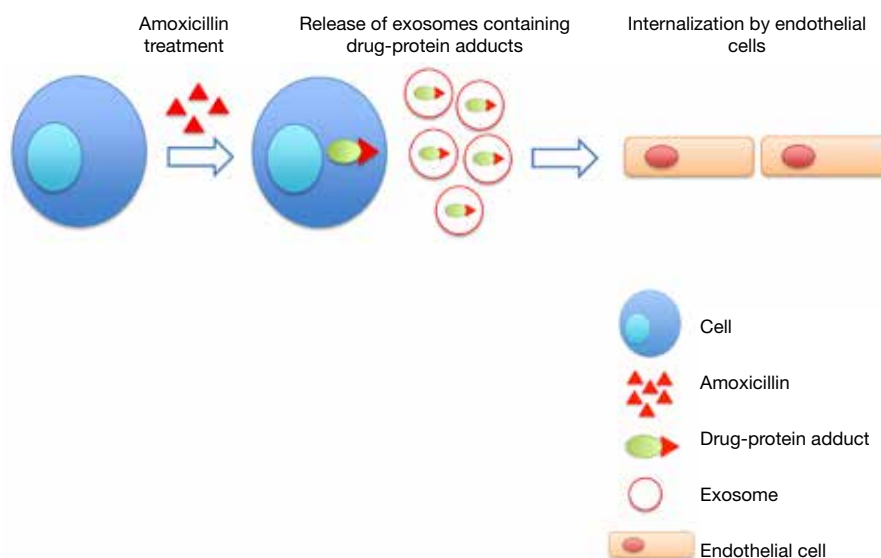 Amoxicillin
treatment
Release of exosomes containing
drug-protein adducts
Internalization by endothelial
cells
Cell
Amoxicillin
Drug-protein adduct
Exosome
Endothelial cell